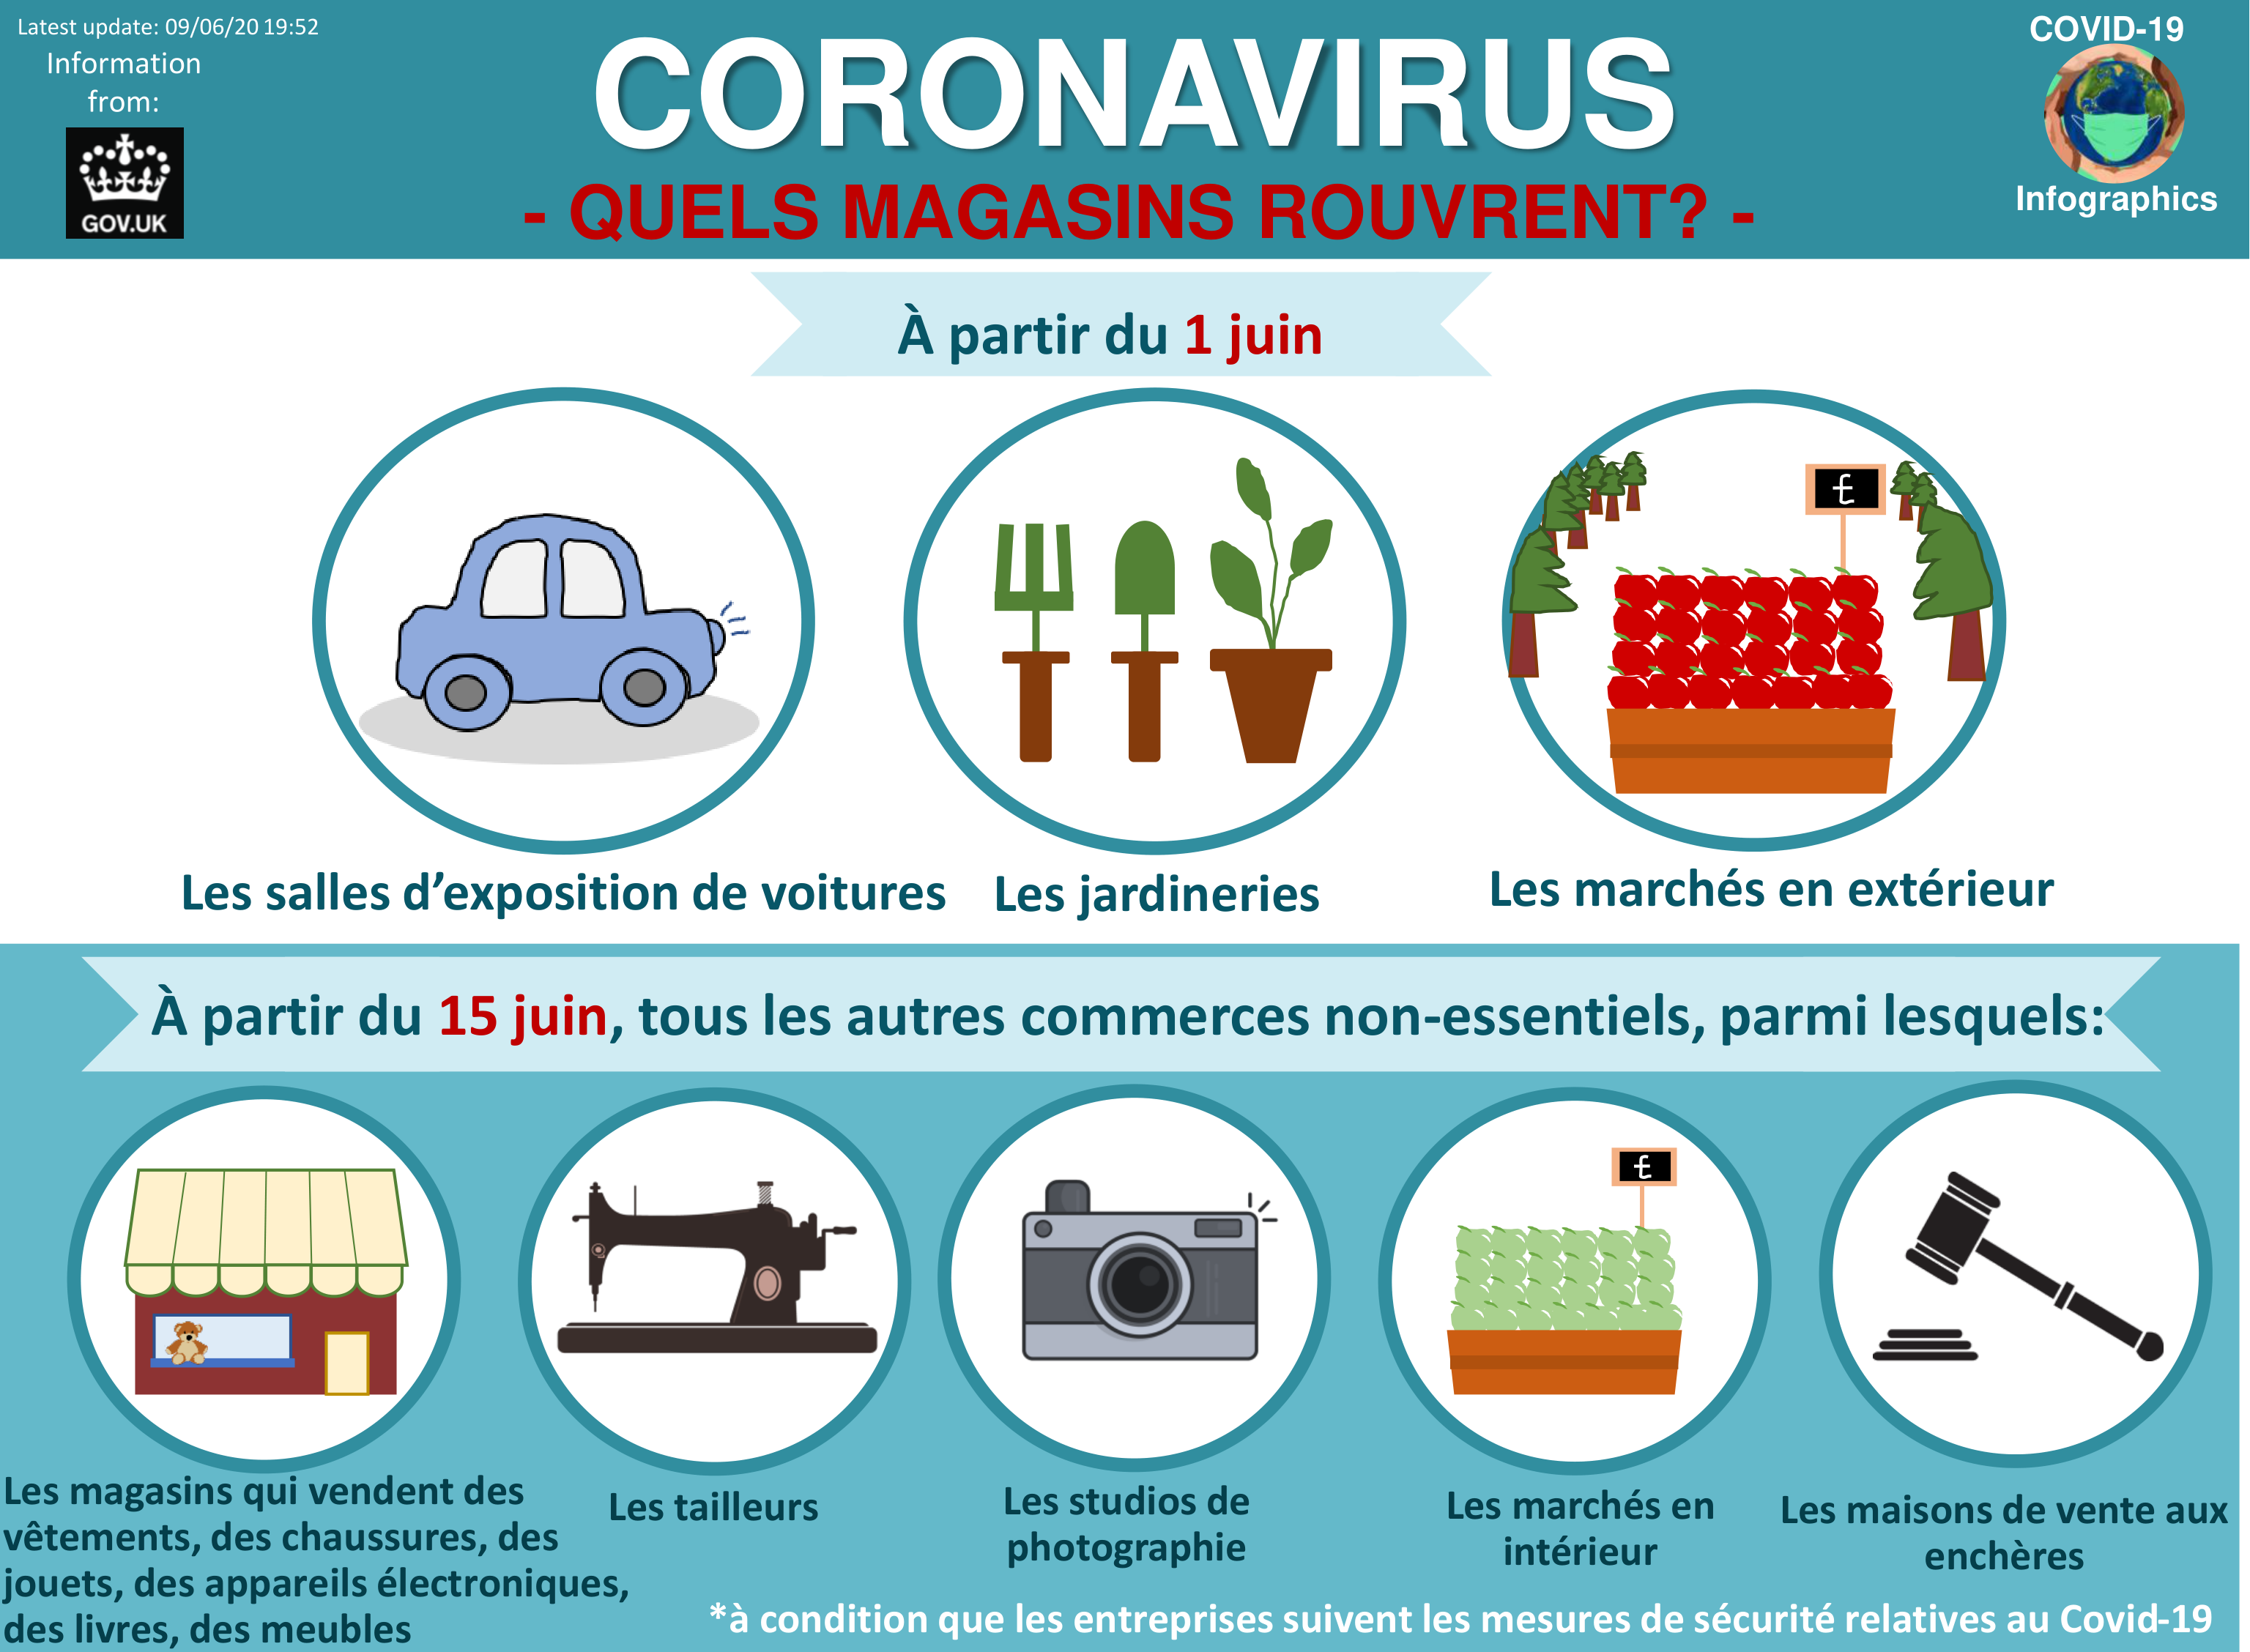 Latest update: 09/06/20 19:52
Information
from:
GOV.UK
CORONAVIRUS
- QUELS MAGASINS ROUVRENT? -
COVID-19
Infographics
À partir du 1 juin
£
Les salles d’exposition de voitures
Les jardineries
Les marchés en extérieur
À partir du 15 juin, tous les autres commerces non-essentiels, parmi lesquels:
£
Les magasins qui vendent des
vêtements, des chaussures, des
jouets, des appareils électroniques,
des livres, des meubles
Les tailleurs
Les studios de
photographie
Les marchés en
intérieur
Les maisons de vente aux
enchères
*à condition que les entreprises suivent les mesures de sécurité relatives au Covid-19